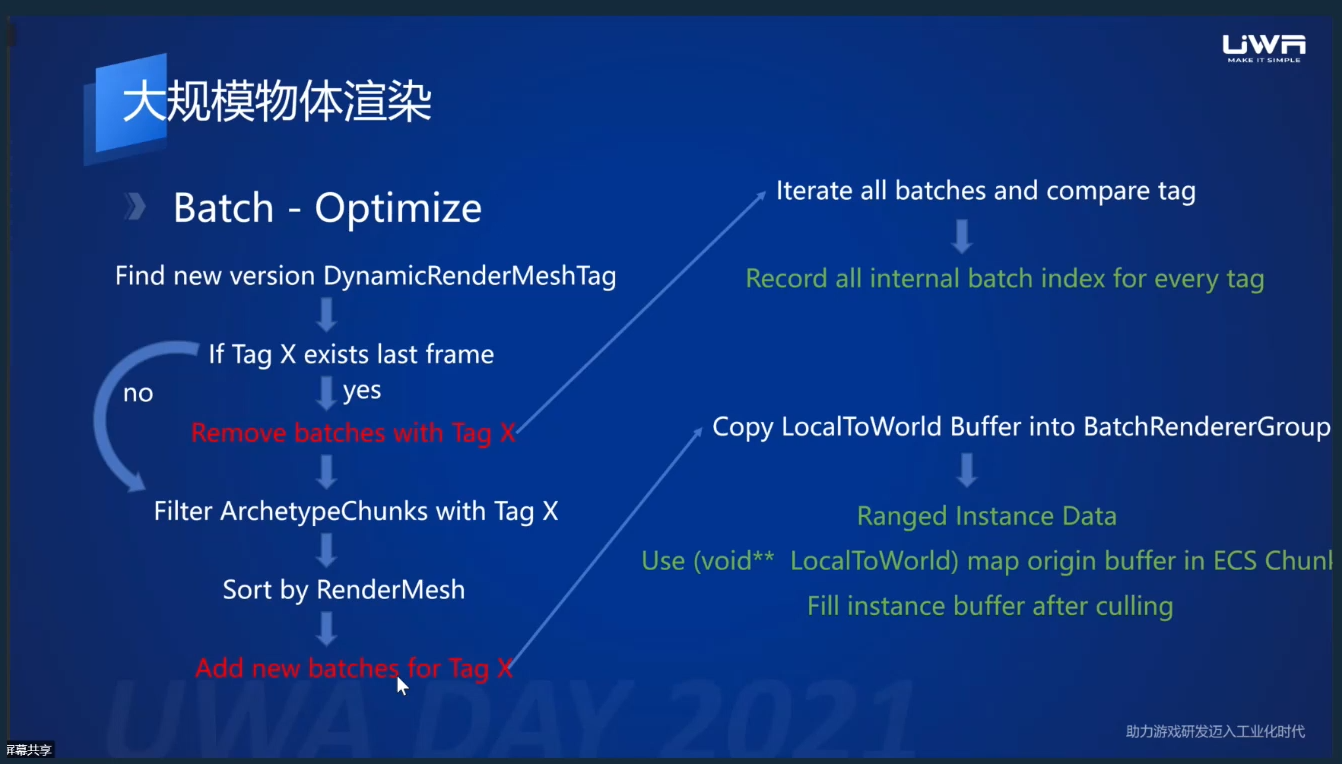 UWA
MAKE IT SIMPLE
大规模物体渲染
Batch - Optimize
Find new version DynamicRenderMeshTag
If Tag X exists last frame
no
yes
Remove batches with Tag X
Filter ArchetypeChunks with Tag X
Sort by RenderMesh
Add new batches for Tag X
Iterate all batches and compare tag
Record all internal batch index for every tag
Copy LocalToWorld Buffer into BatchRendererGroup
Ranged Instance Data
Use (void** LocalToWorld) map origin buffer in ECS Chunk
Fill instance buffer after culling
UWA DAY 2021
助力游戏研发迈入工业化时代
屏幕共享